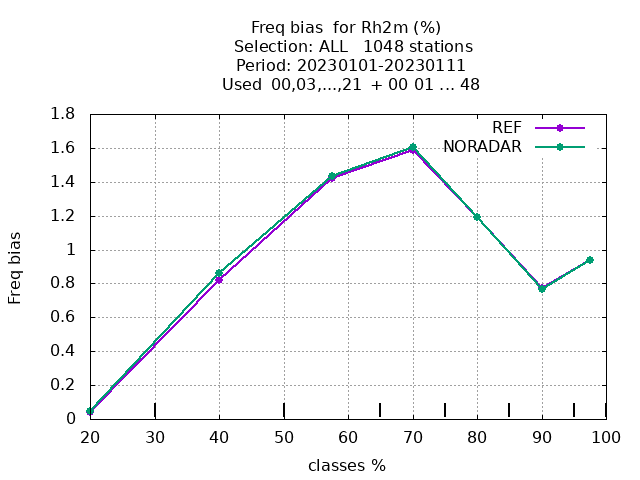 Freq bias  for Rh2m (%)
Selection: ALL   1048 stations
Period: 20230101-20230111
Used  00,03,...,21  + 00 01 ... 48
REF
NORADAR
1.8
1.6
1.4
1.2
1
0.8
0.6
0.4
0.2
0
Freq bias
20 30 40 50 60 70 80 90 100
classes %